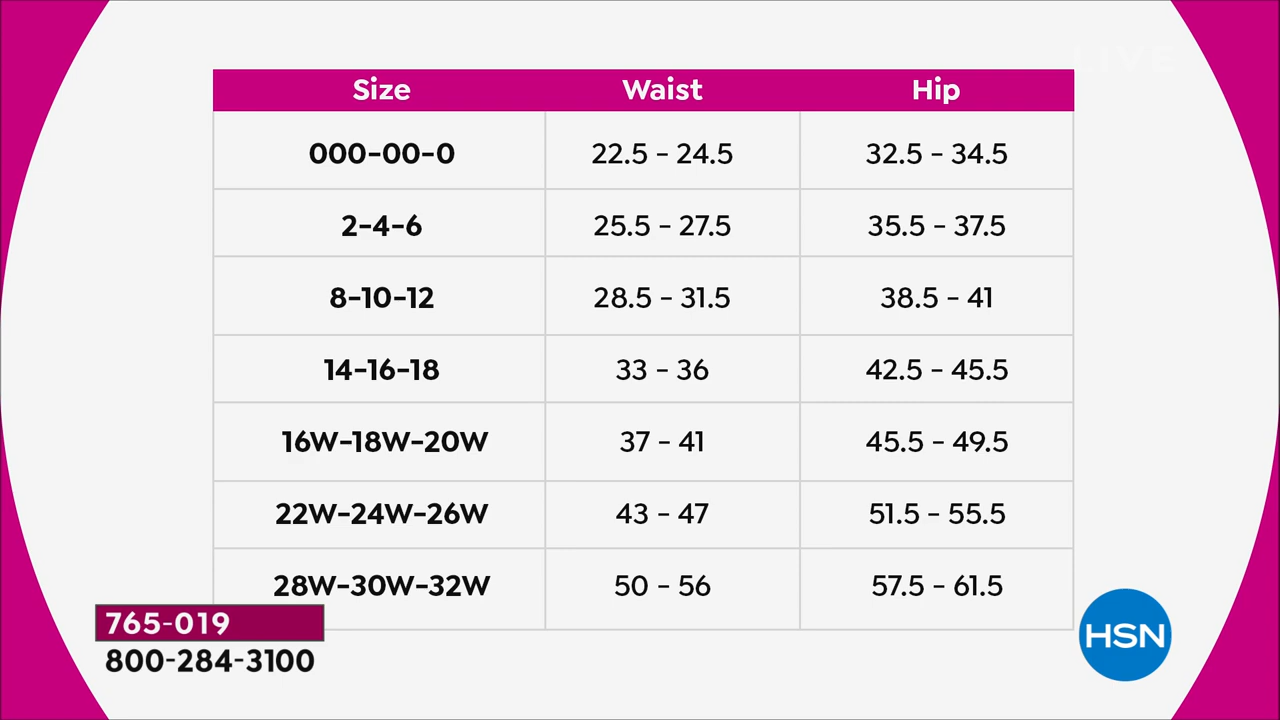 LIVE
Size Waist Hip
000-00-0 22.5 - 24.5 32.5 - 34.5
2-4-6 25.5 - 27.5 35.5 - 37.5
8-10-12 28.5 - 31.5 38.5 - 41
14-16-18 33 - 36 42.5 - 45.5
16W-18W-20W 37 - 41 45.5 - 49.5
22W-24W-26W 43 - 47 51.5 - 55.5
28W-30W-32W 50 - 56 57.5 - 61.5
765-019
800-284-3100
HSN